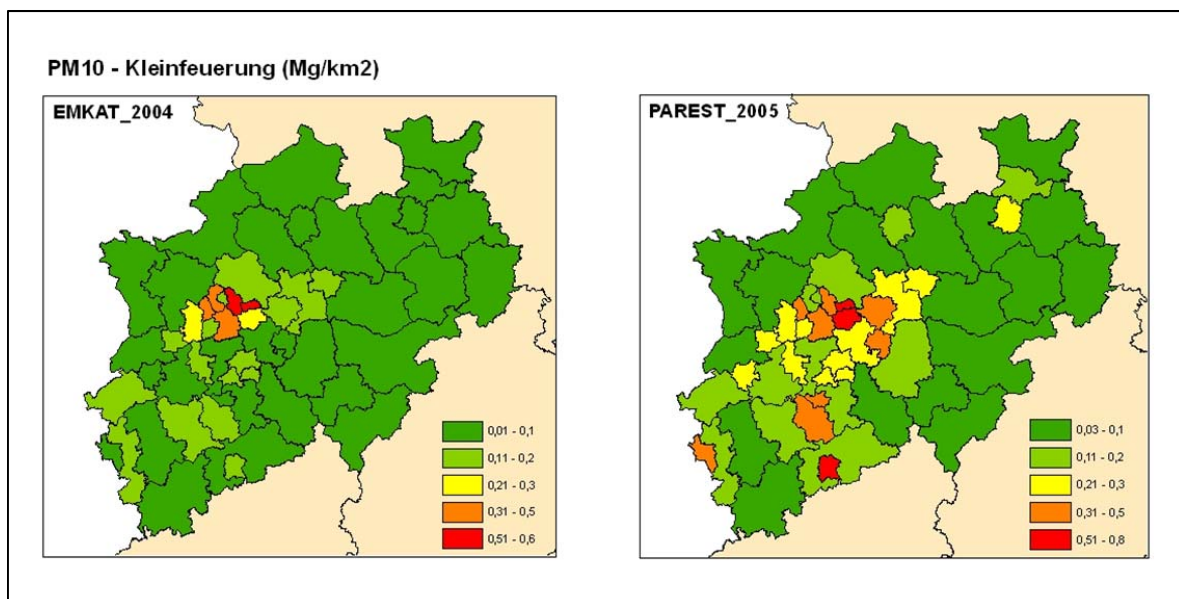 PM10 - Kleinfeuerung (Mg/km2)
EMKAT_2004
0,01 - 0,1
0,11 - 0,2
0,21 - 0,3
0,31 - 0,5
0,51 - 0,6
PAREST_2005
0,03 - 0,1
0,11 - 0,2
0,21 - 0,3
0,31 - 0,5
0,51 - 0,8